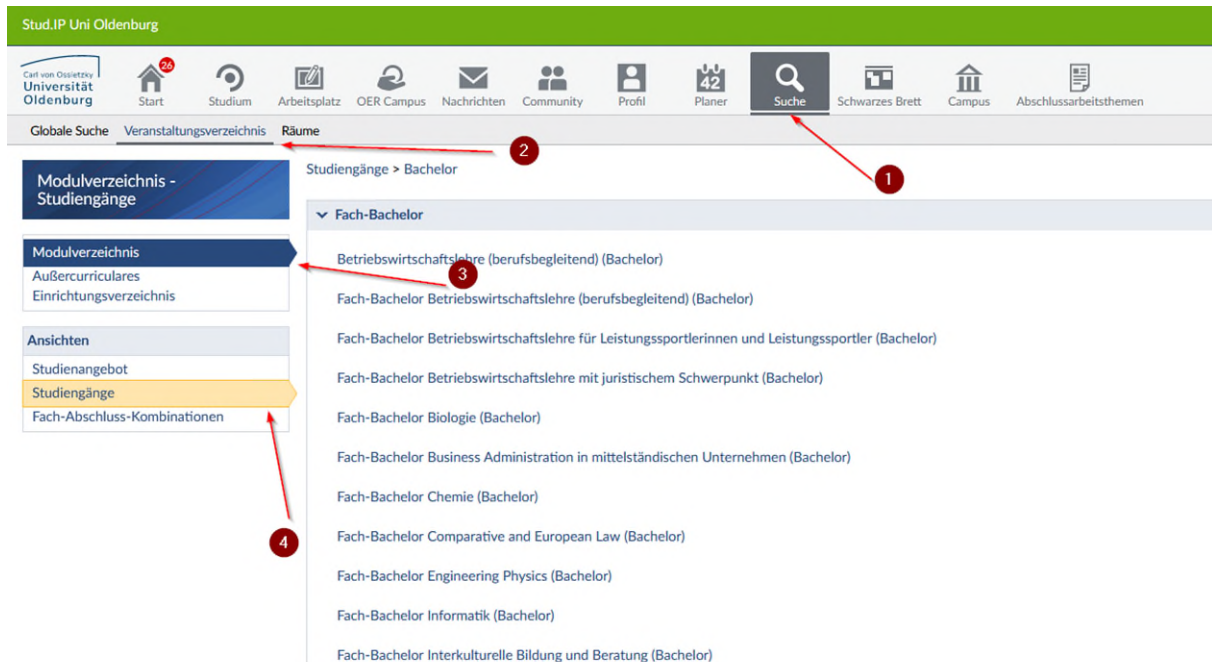 Stud.IP Uni Oldenburg
Carl von Ossietzky
Universität
Oldenburg
26
42
Start Studium Arbeitsplatz OER Campus Nachrichten Community Profil Planer Suche Schwarzes Brett Campus Abschlussarbeitsthemen
Globale Suche Veranstaltungsverzeichnis Räume
2
1
Modulverzeichnis -
Studiengänge
Modulverzeichnis
Außercurriculares
Einrichtungsverzeichnis
3
Ansichten
Studienangebot
Studiengänge
Fach-Abschluss-Kombinationen
4
Studiengänge > Bachelor
Fach-Bachelor
Betriebswirtschaftslehre (berufsbegleitend) (Bachelor)
Fach-Bachelor Betriebswirtschaftslehre (berufsbegleitend) (Bachelor)
Fach-Bachelor Betriebswirtschaftslehre für Leistungssportlerinnen und Leistungssportler (Bachelor)
Fach-Bachelor Betriebswirtschaftslehre mit juristischem Schwerpunkt (Bachelor)
Fach-Bachelor Biologie (Bachelor)
Fach-Bachelor Business Administration in mittelständischen Unternehmen (Bachelor)
Fach-Bachelor Chemie (Bachelor)
Fach-Bachelor Comparative and European Law (Bachelor)
Fach-Bachelor Engineering Physics (Bachelor)
Fach-Bachelor Informatik (Bachelor)
Fach-Bachelor Interkulturelle Bildung und Beratung (Bachelor)